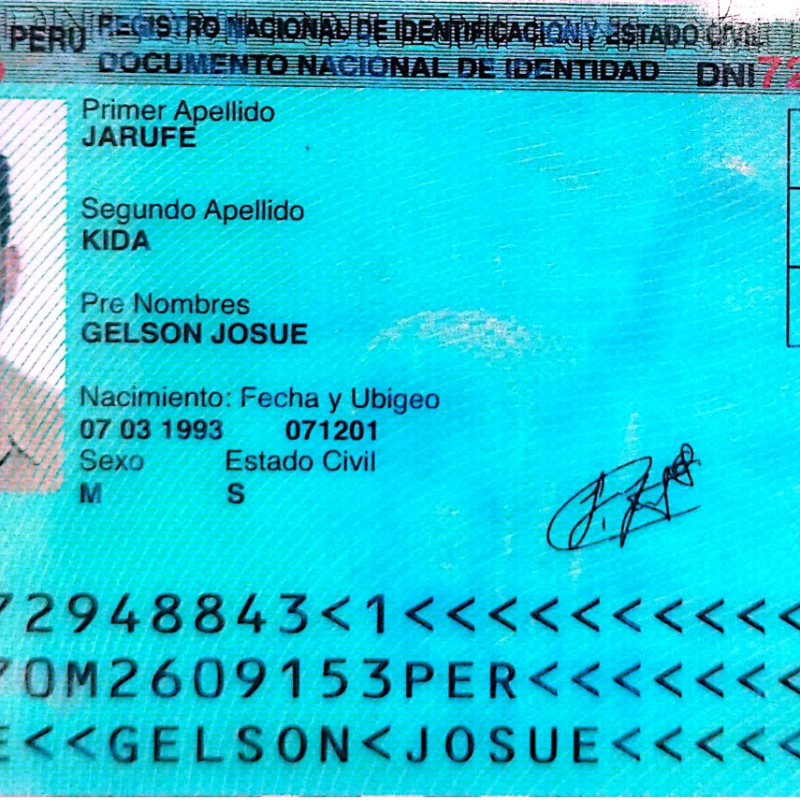 PERÚ REGISTRO NACIONAL DE IDENTIFICACION Y ESTADO CIVIL
DOCUMENTO NACIONAL DE IDENTIDAD DNI 72
Primer Apellido
JARUFE
Segundo Apellido
KIDA
Pre Nombres
GELSON JOSUE
Nacimiento: Fecha y Ubigeo
07 03 1993 071201
Sexo Estado Civil
M S
72948843<1<<<<<<<<<<
70M2609153PER<<<<<<<
E<<GELSON<JOSUE<<<<<